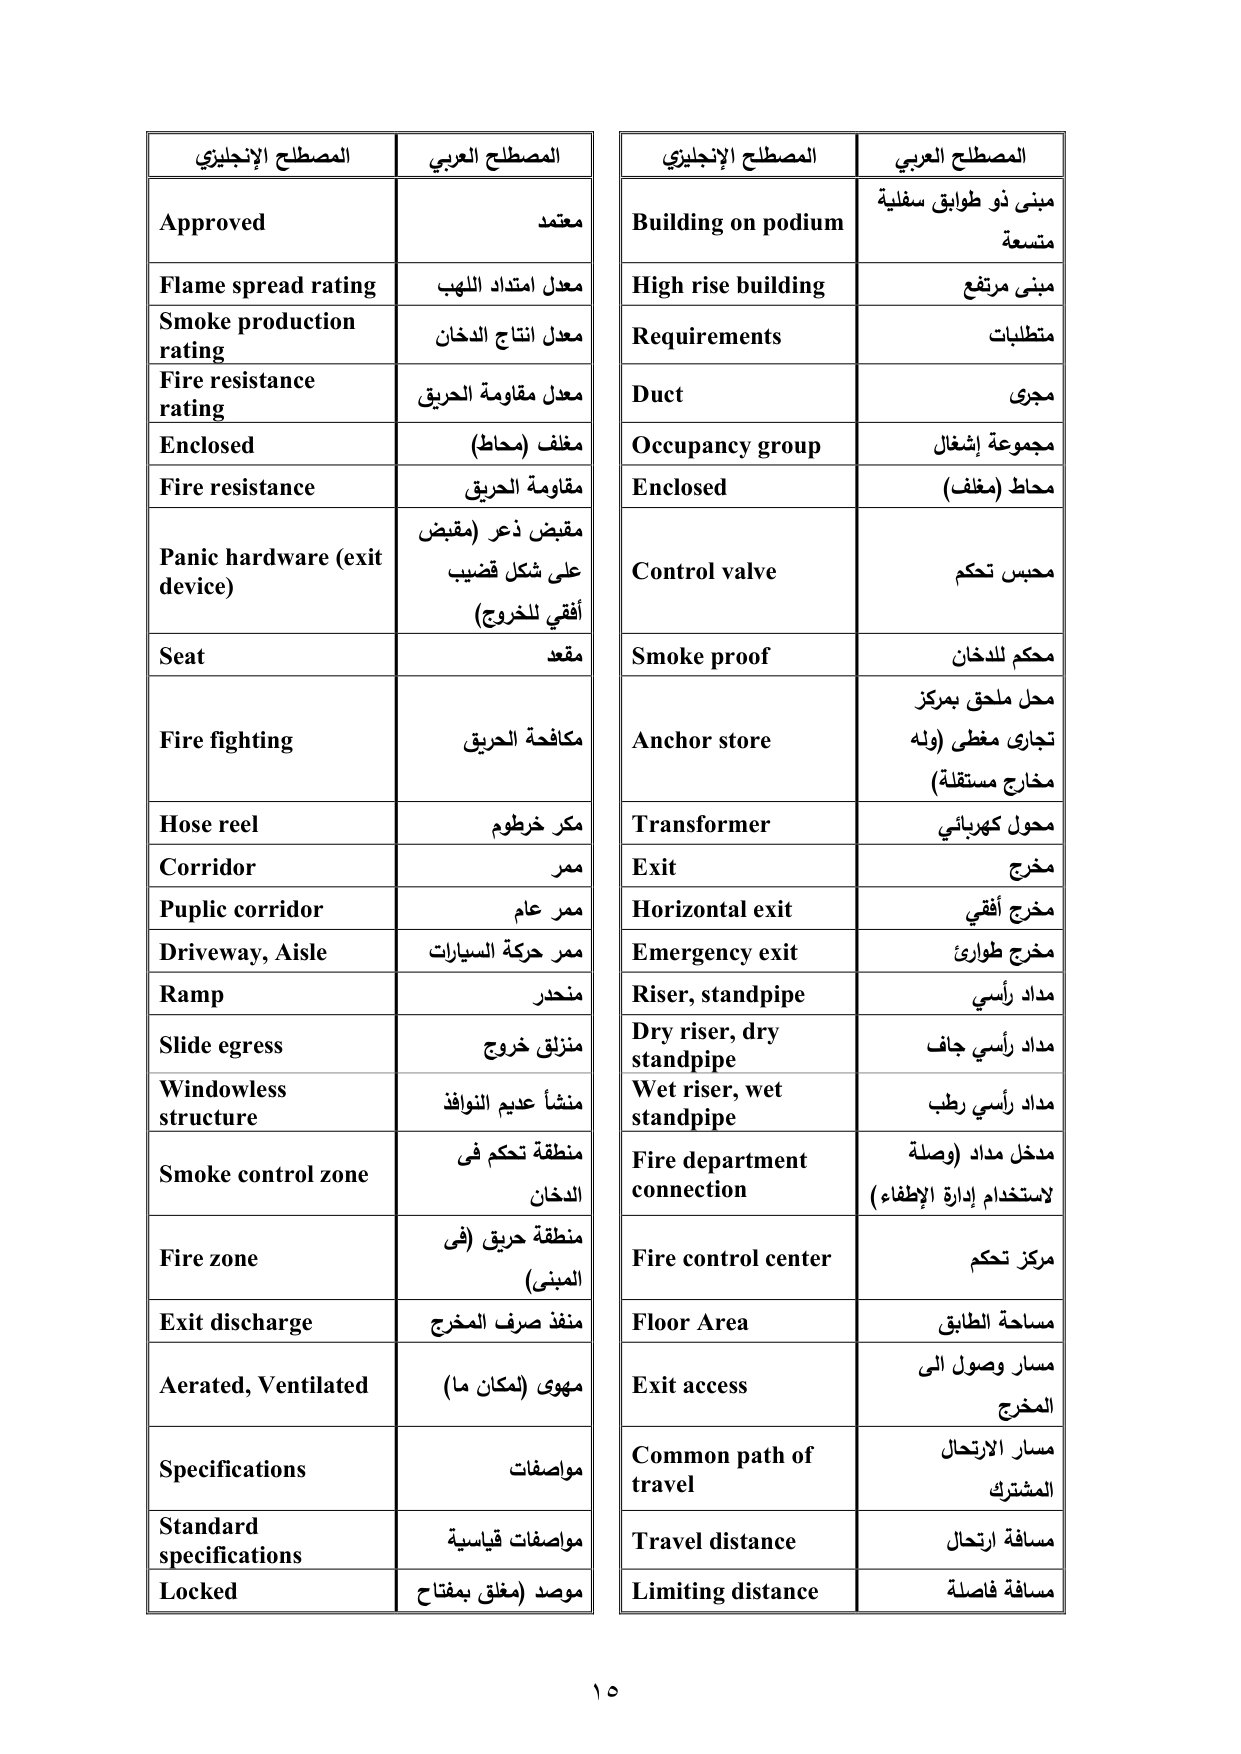 المصطلح العربي	المصطلح الإنجليزي
مبنى ذو طوابق سفلية
متسعة	Building on podium
مبنى مرتفع	High rise building
متطلبات	Requirements
مجرى	Duct
مجموعة إشغال	Occupancy group
محاط (مغلف)	Enclosed
محبس تحكم	Control valve
محكم للدخان	Smoke proof
محل ملحق بمركز
تجارى مغطى (وله
مخارج مستقلة)	Anchor store
محول كهربائي	Transformer
مخرج	Exit
مخرج أفقي	Horizontal exit
مخرج طوارئ	Emergency exit
مداد رأسي	Riser, standpipe
مداد رأسي جاف	Dry riser, dry
standpipe
مداد رأسي رطب	Wet riser, wet
standpipe
مدخل مداد (وصلة
لاستخدام إدارة الإطفاء)	Fire department
connection
مركز تحكم	Fire control center
مساحة الطابق	Floor Area
مسار وصول الى
المخرج	Exit access
مسار الارتحال
المشترك	Common path of
travel
مسافة ارتحال	Travel distance
مسافة فاصلة	Limiting distance
المصطلح العربي	المصطلح الإنجليزي
معتمد	Approved
معدل امتداد اللهب	Flame spread rating
معدل انتاج الدخان	Smoke production
rating
معدل مقاومة الحريق	Fire resistance
rating
مغلف (محاط)	Enclosed
مقاومة الحريق	Fire resistance
مقبض ذعر (مقبض
على شكل قضيب
أفقي للخروج)	Panic hardware (exit
device)
مقعد	Seat
مكافحة الحريق	Fire fighting
مكر خرطوم	Hose reel
ممر	Corridor
ممر عام	Puplic corridor
ممر حركة السيارات	Driveway, Aisle
منحدر	Ramp
منزلق خروج	Slide egress
منشأ عديم النوافذ	Windowless
structure
منطقة تحكم فى
الدخان	Smoke control zone
منطقة حريق (فى
المبنى)	Fire zone
منفذ صرف المخرج	Exit discharge
مهوى (لمكان ما)	Aerated, Ventilated
مواصفات	Specifications
مواصفات قياسية	Standard
specifications
موصد (مغلق بمفتاح	Locked
١٥